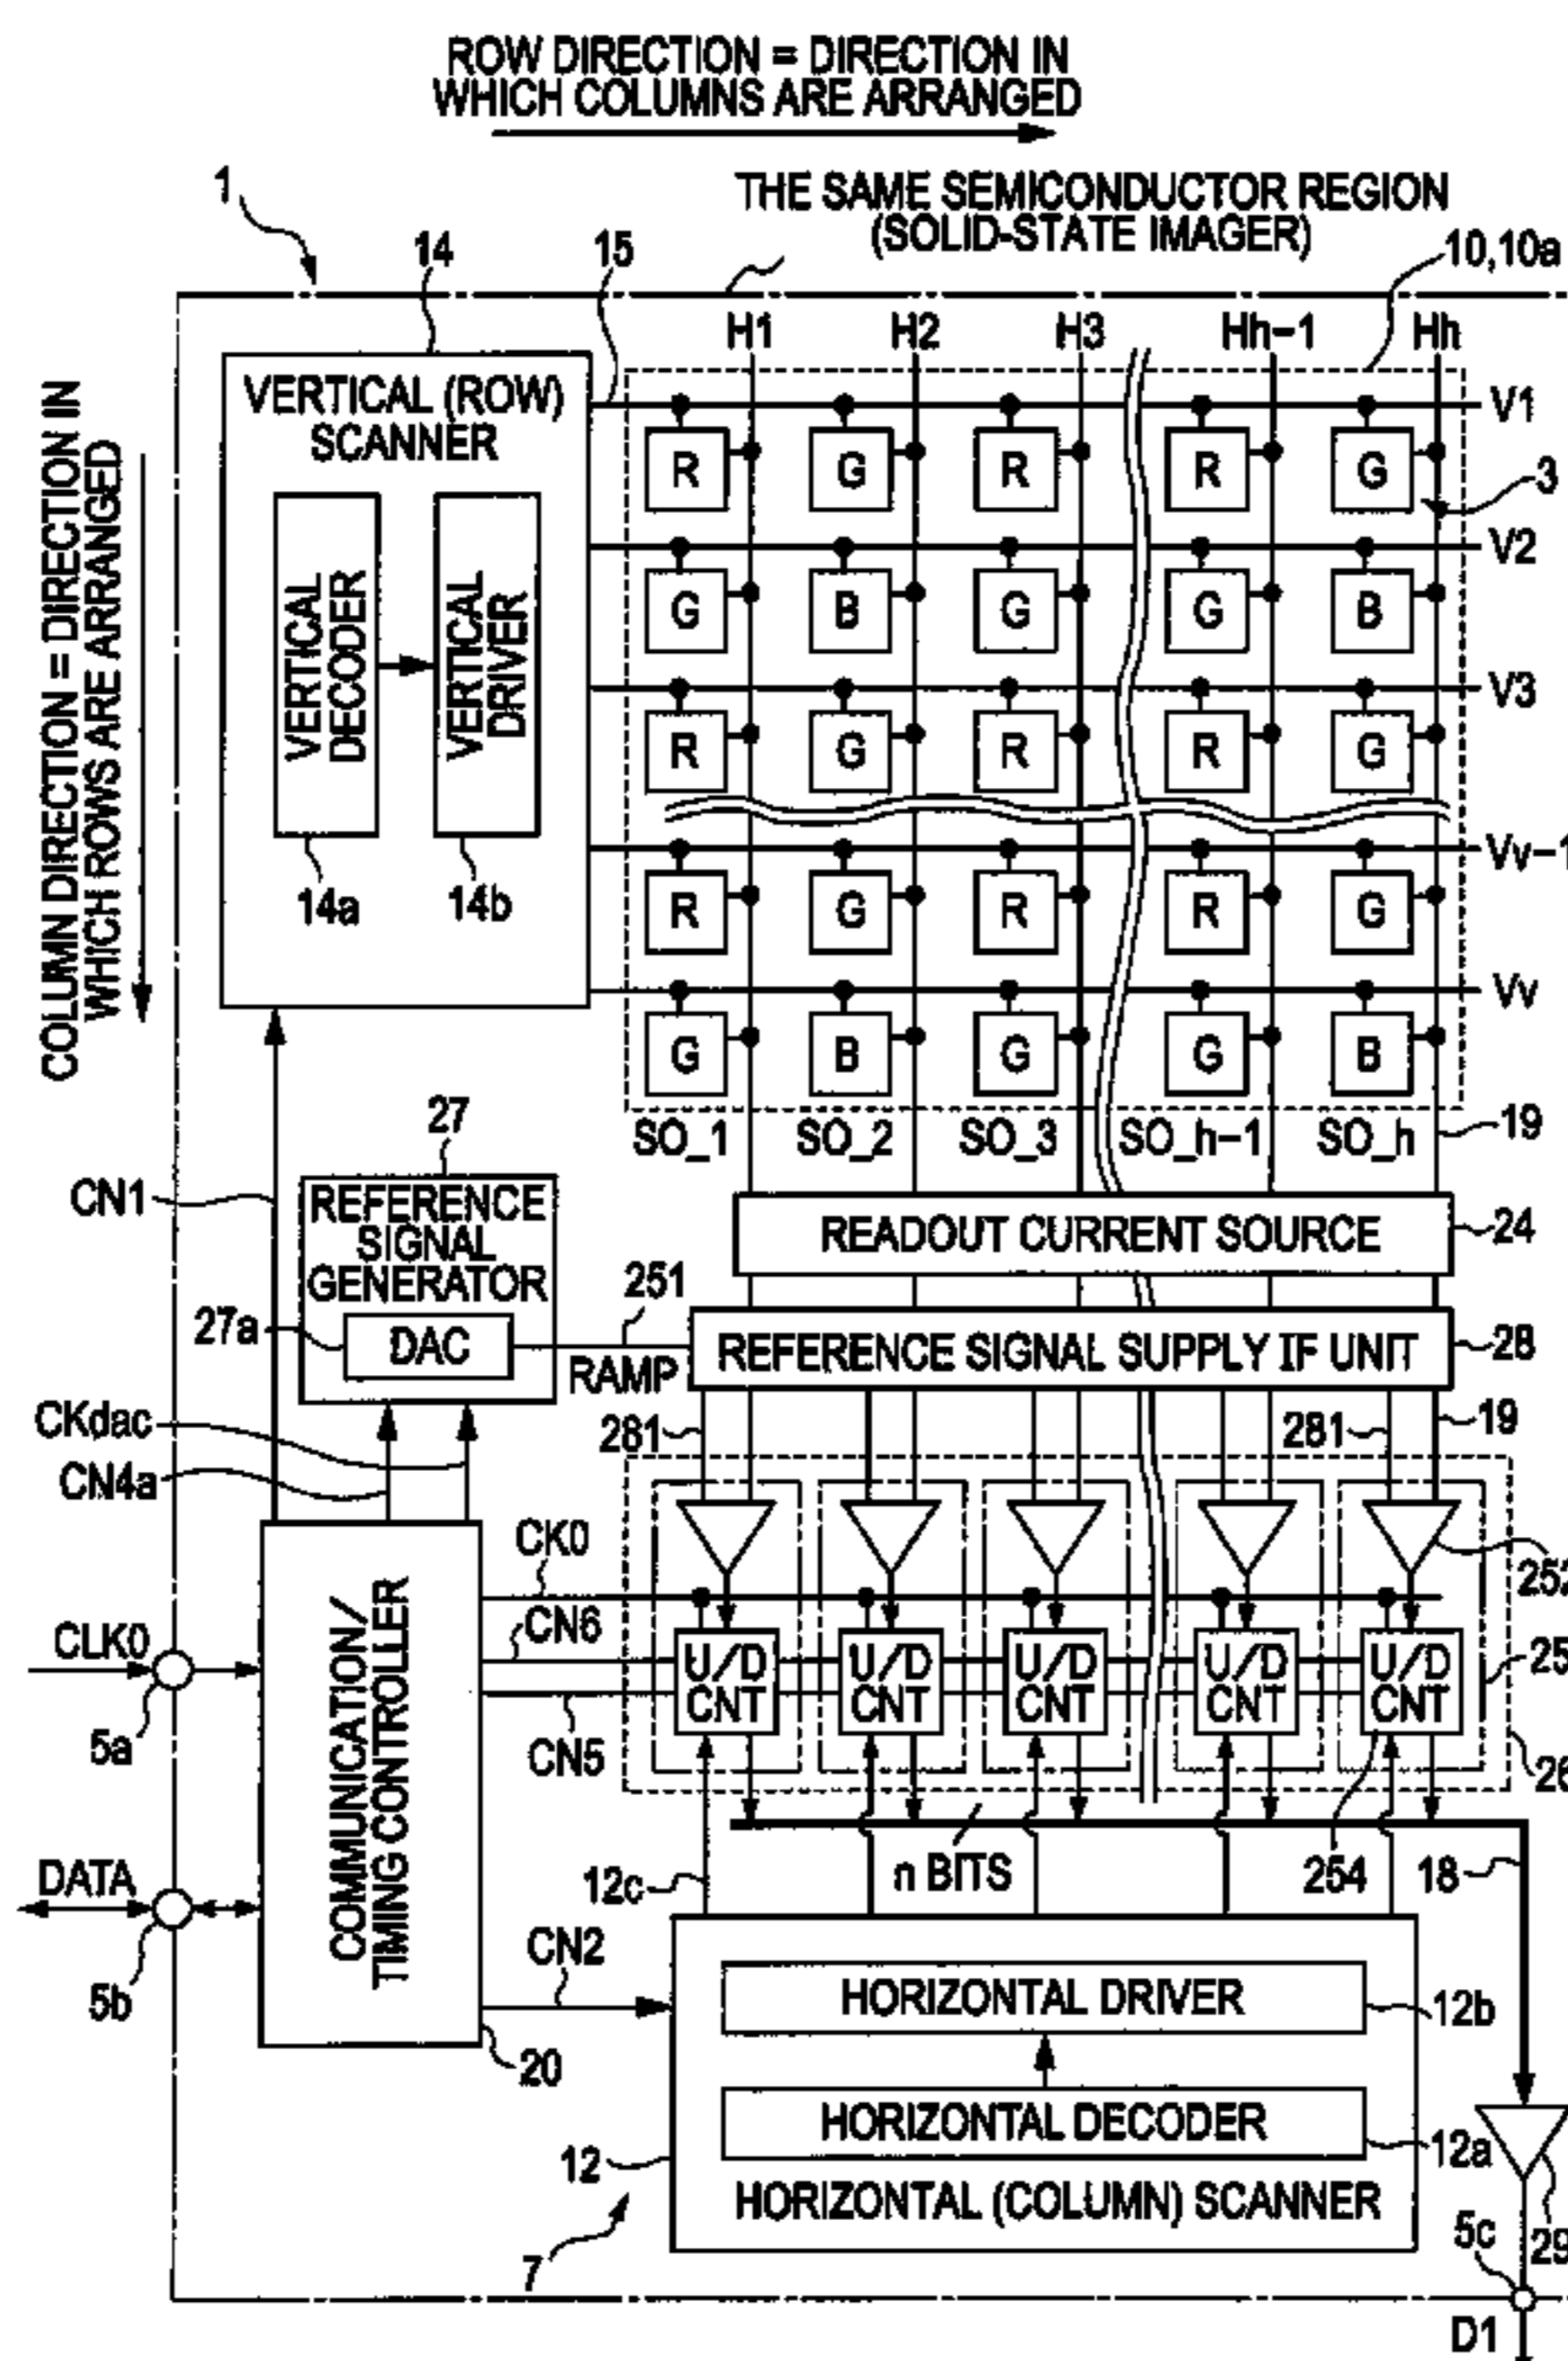 ROW DIRECTION = DIRECTION IN
WHICH COLUMNS ARE ARRANGED
THE SAME SEMICONDUCTOR REGION
(SOLID-STATE IMAGER)
1
14
15
10,10a
H1 H2 H3 Hh-1 Hh
COLUMN DIRECTION = DIRECTION IN
WHICH ROWS ARE ARRANGED
VERTICAL (ROW)
SCANNER
VERTICAL
DECODER
VERTICAL
DRIVER
14a
14b
V1
R G R R G
3
V2
G B G G B
V3
R G R R G
Vv-1
R G R R G
Vv
G B G G B
SO_1 SO_2 SO_3 SO_h-1 SO_h
19
CN1
27
REFERENCE
SIGNAL
GENERATOR
27a
DAC
251
RAMP
READOUT CURRENT SOURCE
24
REFERENCE SIGNAL SUPPLY IF UNIT
28
CKdac
CN4a
281
281
19
CK0
252
CN6
CN5
U/D
CNT
U/D
CNT
U/D
CNT
U/D
CNT
U/D
CNT
25
26
CLK0
5a
COMMUNICATION/
TIMING CONTROLLER
DATA
5b
20
12c
n BITS
254
18
CN2
HORIZONTAL DRIVER
12b
HORIZONTAL DECODER
12a
12
HORIZONTAL (COLUMN) SCANNER
7
29
5c
D1